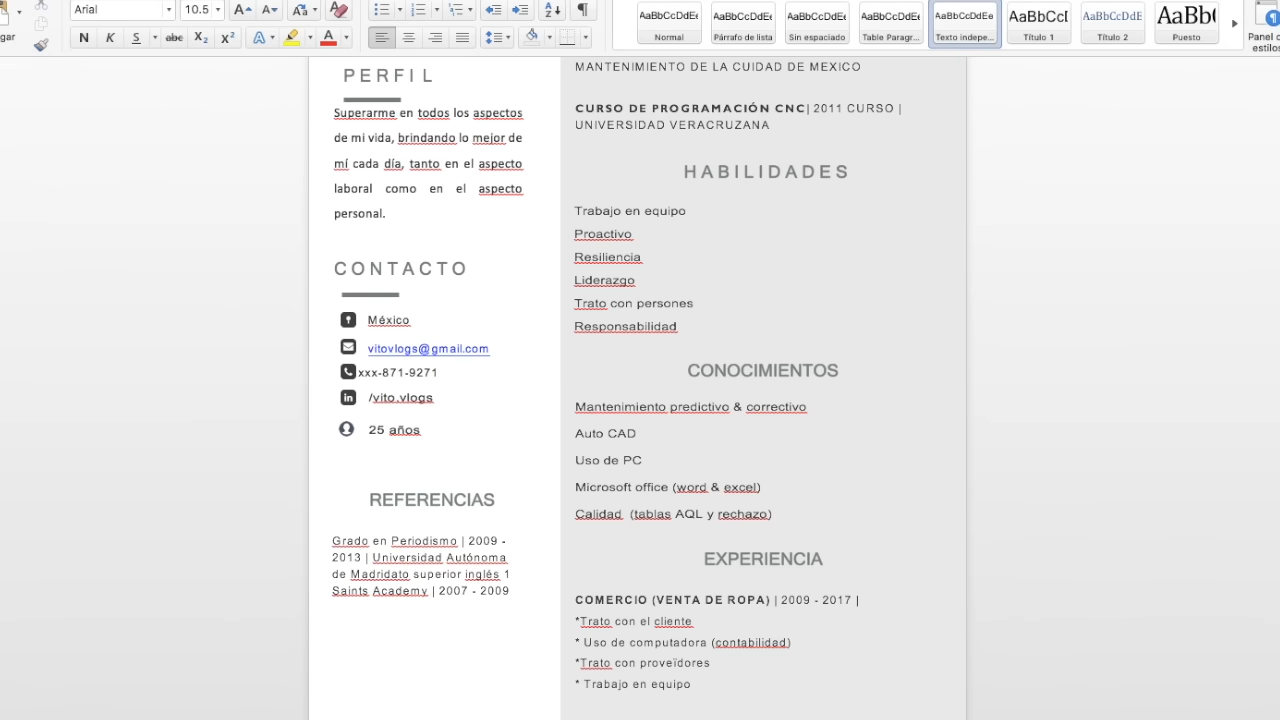 Arial
10.5
A A Aa A
gar
N K S abc X₂ X² A A
AaBbCcDdEe
AaBbCcDdEe
AaBbCcDdEe
AaBbCcDdEe
AaBbCcDdEe
AaBbCcD
AaBbCcDdE
AaBb(
Normal
Párrafo de lista
Sin espaciado
Table Paragr...
Texto indepe...
Título 1
Título 2
Puesto
Panel d
estilos
PERFIL
Superarme en todos los aspectos
de mi vida, brindando lo mejor de
mí cada día, tanto en el aspecto
laboral como en el aspecto
personal.
CONTACTO
México
vitovlogs@gmail.com
xxx-871-9271
in /vito.vlogs
25 años
REFERENCIAS
Grado en Periodismo | 2009 -
2013 | Universidad Autónoma
de Madridato superior inglés 1
Saints Academy | 2007 - 2009
MANTENIMIENTO DE LA CUIDAD DE MEXICO
CURSO DE PROGRAMACIÓN CNC| 2011 CURSO |
UNIVERSIDAD VERACRUZANA
HABILIDADES
Trabajo en equipo
Proactivo
Resiliencia
Liderazgo
Trato con persones
Responsabilidad
CONOCIMIENTOS
Mantenimiento predictivo & correctivo
Auto CAD
Uso de PC
Microsoft office (word & excel)
Calidad (tablas AQL y rechazo)
EXPERIENCIA
COMERCIO (VENTA DE ROPA) | 2009 - 2017 |
*Trato con el cliente
* Uso de computadora (contabilidad)
*Trato con proveïdores
* Trabajo en equipo